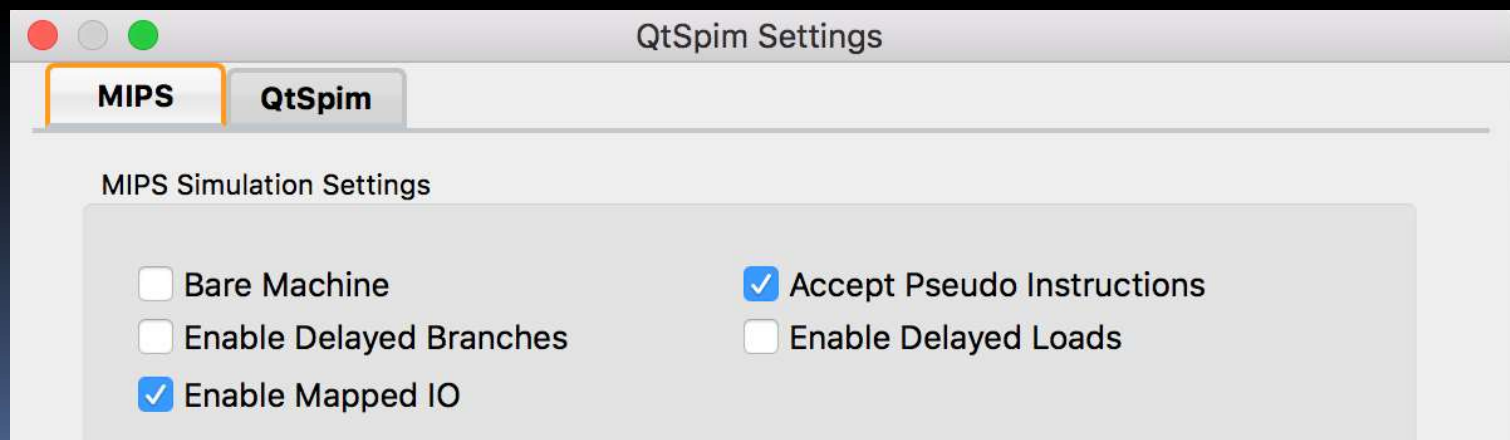 QtSpim Settings
MIPS QtSpim
MIPS Simulation Settings
Bare Machine Accept Pseudo Instructions
Enable Delayed Branches Enable Delayed Loads
Enable Mapped IO